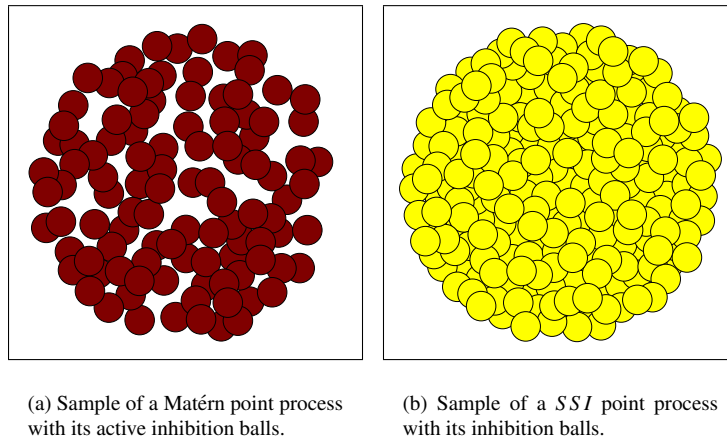 (a) Sample of a Matérn point process
with its active inhibition balls.
(b) Sample of a SSI point process
with its inhibition balls.